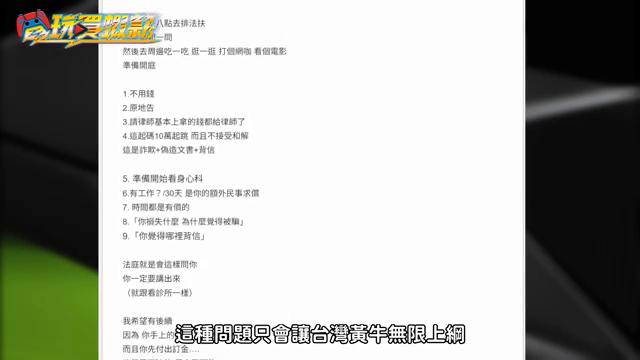 電玩買蝦款
八點去排法扶
一問
然後去周邊吃一吃 逛一逛 打個網咖 看個電影
準備開庭
1.不用錢
2.原地告
3.請律師基本上拿的錢都給律師了
4.這起碼10萬起跳 而且不接受和解
這是詐欺+偽造文書+背信
5. 準備開始看身心科
6.有工作？/30天 是你的額外民事求償
7. 時間都是有價的
8.「你損失什麼 為什麼覺得被騙」
9.「你覺得哪裡背信」
法庭就是會這樣問你
你一定要講出來
（就跟看診所一樣）
我希望有後續
因為 你手上的
而且你先付出訂金....
這種問題只會讓台灣黃牛無限上綱